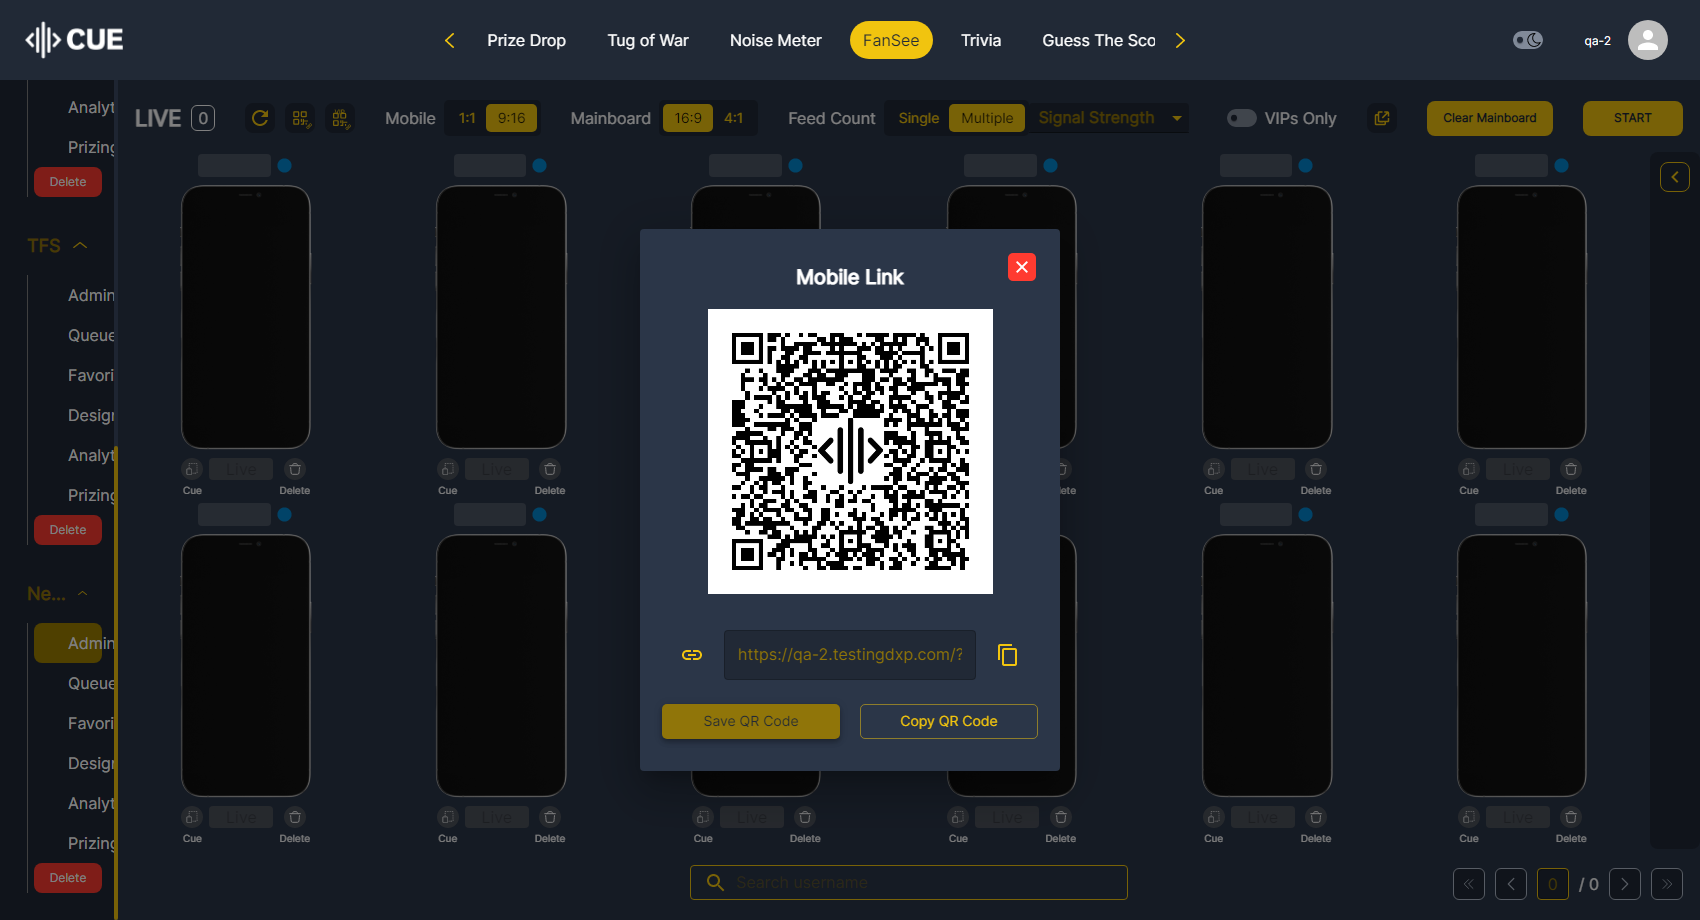 CUE
Prize Drop
Tug of War
Noise Meter
FanSee
Trivia
Guess The Sco
qa-2
Analyt
Prizing
Delete
TFS
Admin
Queue
Favori
Design
Analyt
Prizing
Delete
Ne...
Admin
Queue
Favori
Design
Analyt
Prizing
Delete
LIVE 0
Mobile 1:1 9:16
Mainboard 16:9 4:1
Feed Count Single Multiple
Signal Strength
VIPs Only
Clear Mainboard
START
Live Live Live Live
Cue Delete Cue Delete ete Cue Delete Cue Delete
Mobile Link
https://qa-2.testingdxp.com/?
Save QR Code
Copy QR Code
Live Live Live Live Live Live
Cue Delete Cue Delete Cue Delete Cue Delete Cue Delete Cue Delete
Search username
0 / 0